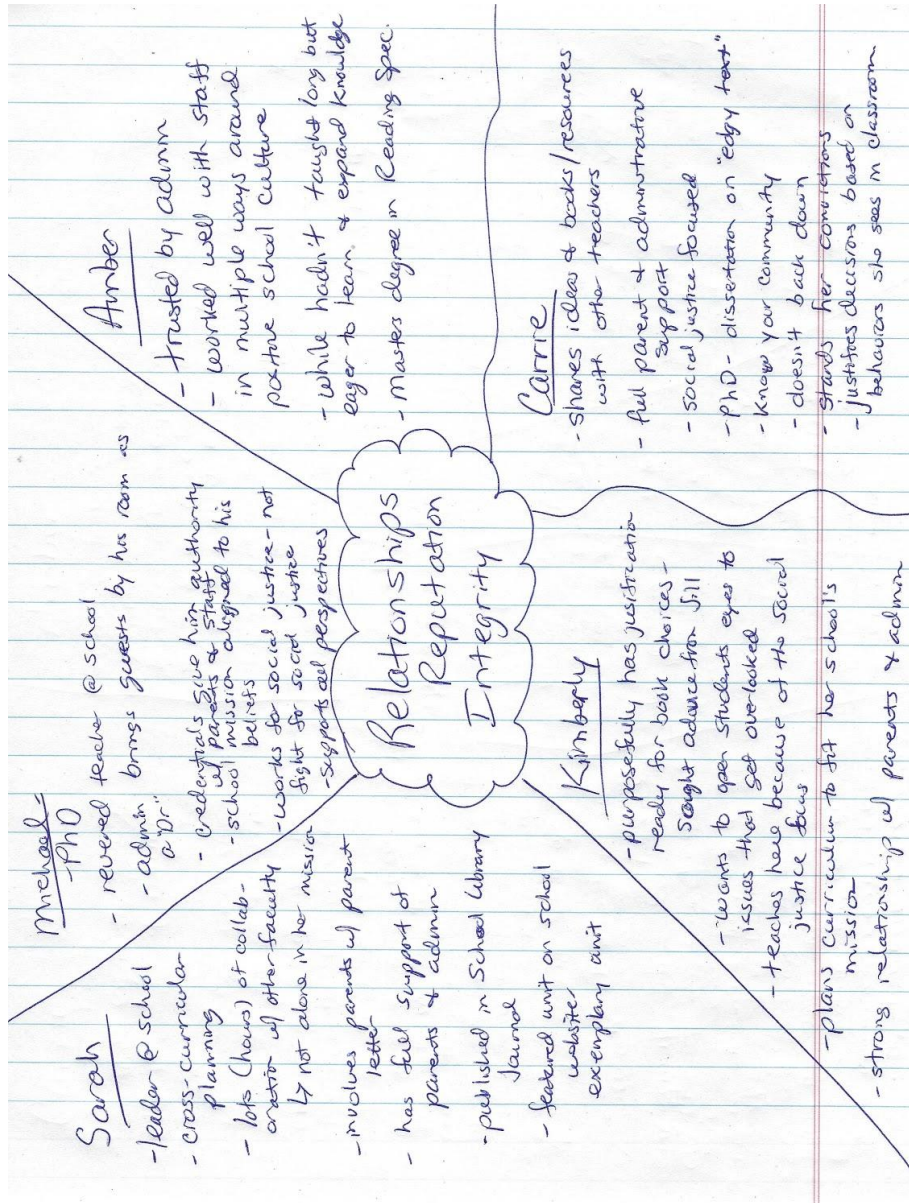 Sarah
- leader @ school
- cross-curricular
planning
- lots (hours) of collab-
oration w/ other faculty
↳ not alone in her mission
- involves parents w/ parent
letter
- has full support of
parents & admin
- published in School Library
Journal
- featured unit on school
website-
exemplary unit
Michael -
- PhD
- revered teacher @ school
- admin brings guests by his room as
a "Dr."
- credentials give him authority
w/ parents & staff
- school mission aligned to his
beliefs
- works for social justice - not
fight for social justice
- supports all perspectives
Amber
- trusted by admin
- worked well with staff
in multiple ways around
positive school culture
- while hadn't taught long but
eager to learn & expand knowledge
- masters degree in Reading Spec.
Relationships
Reputation
Integrity
Kimberly
- purposefully has justification
ready for book choices -
sought advance from Jill
- wants to open students eyes to
issues that get overlooked
- teaches here because of the social
justice focus
- plans curriculum to fit her school's
mission
- strong relationship w/ parents & admin
Carrie
- shares ideas & books/resources
with other teachers
- full parent & administrative
support
- social justice focused
- PhD - dissertation on "edgy text"
- know your community
- doesn't back down
- stands her convictions
- justifies decisions based on
behaviors she sees in classroom